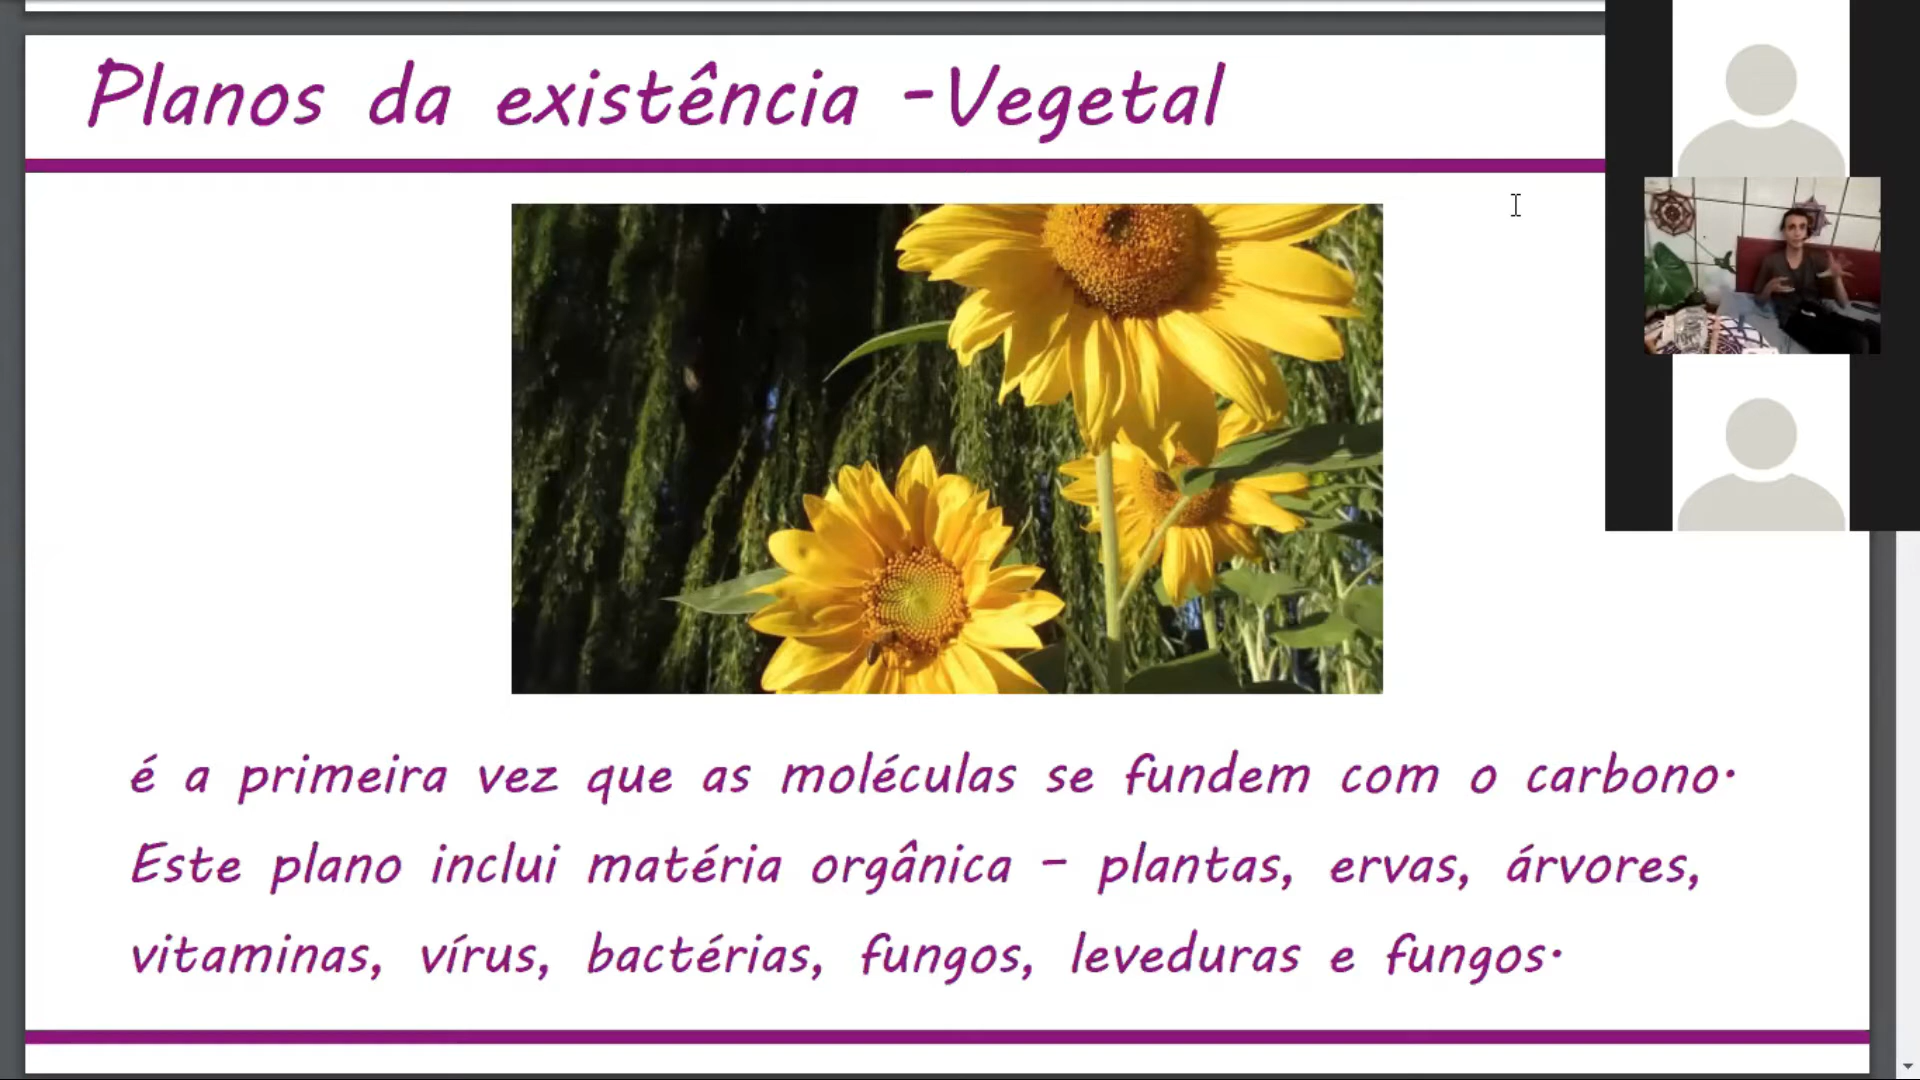 Planos da existência -Vegetal
é a primeira vez que as moléculas se fundem com o carbono.
Este plano inclui matéria orgânica - plantas, ervas, árvores,
vitaminas, vírus, bactérias, fungos, leveduras e fungos.